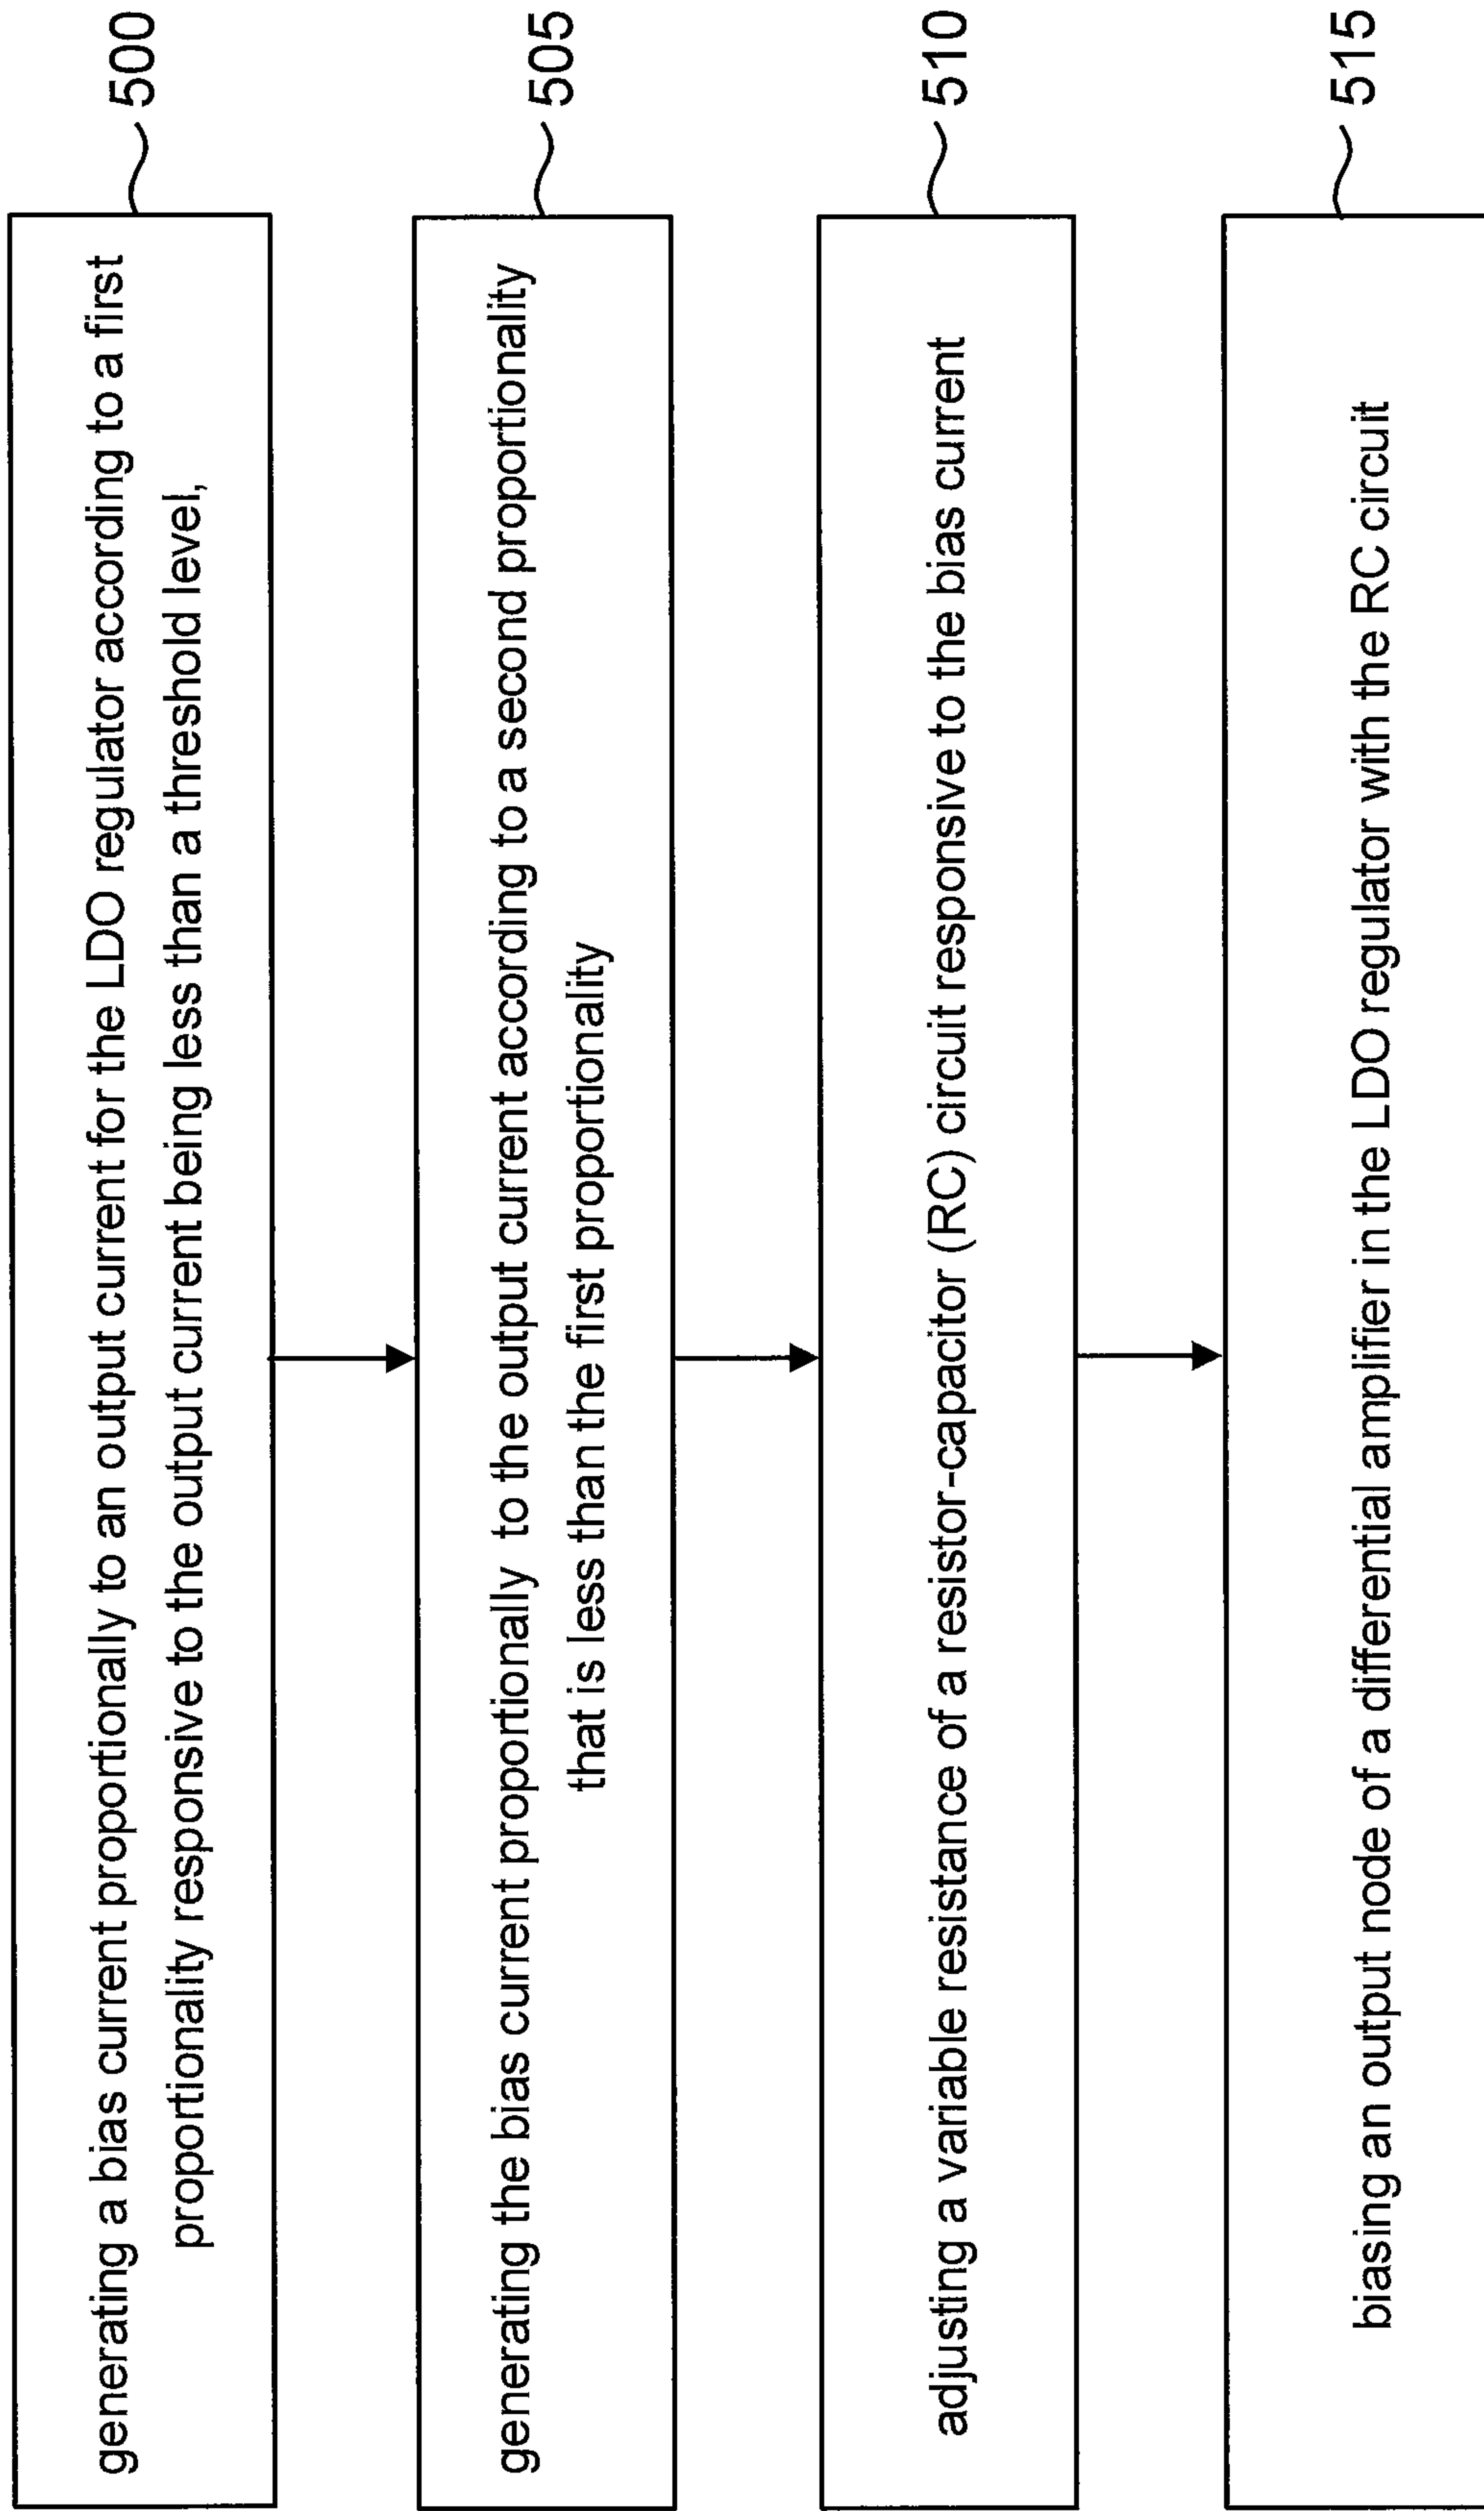 generating a bias current proportionally to an output current for the LDO regulator according to a first
proportionality responsive to the output current being less than a threshold level,
500
generating the bias current proportionally to the output current according to a second proportionality
that is less than the first proportionality
505
adjusting a variable resistance of a resistor-capacitor (RC) circuit responsive to the bias current
510
biasing an output node of a differential amplifier in the LDO regulator with the RC circuit
515